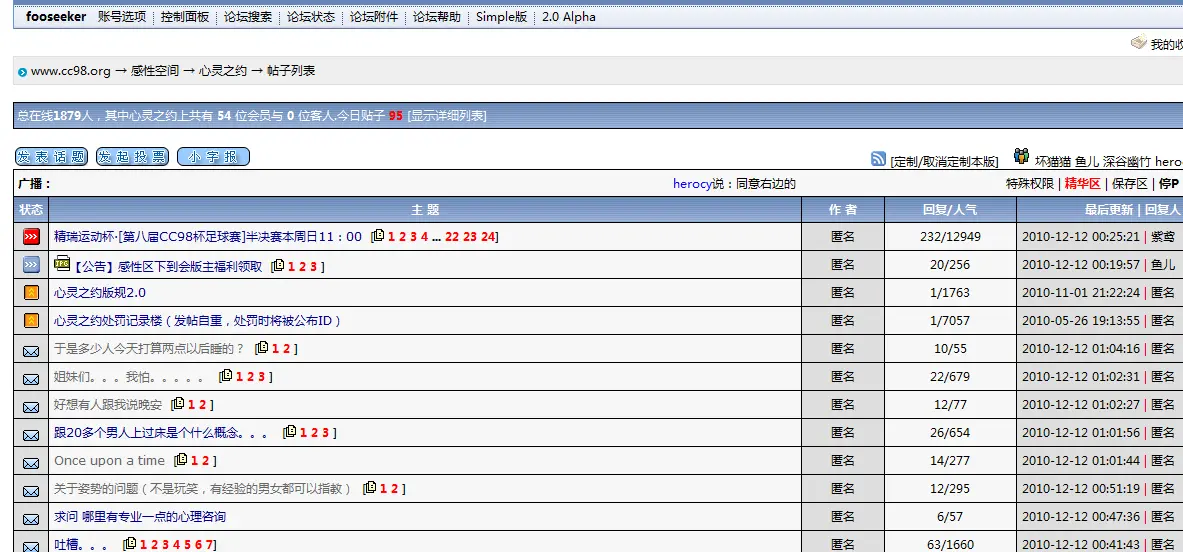 fooseeker 账号选项 控制面板 论坛搜索 论坛状态 论坛附件 论坛帮助 Simple版 2.0 Alpha
我的收
www.cc98.org → 感性空间 → 心灵之约 → 帖子列表
总在线1879人，其中心灵之约上共有 54 位会员与 0 位客人.今日贴子 95 [显示详细列表]
发表话题 发起投票 小字报 [定制/取消定制本版] 坏猫猫 鱼儿 深谷幽竹 heroc
广播： herocy说：同意右边的 特殊权限 | 精华区 | 保存区 | 停P
状态 主 题 作 者 回复/人气 最后更新 | 回复人
精瑞运动杯·[第八届CC98杯足球赛]半决赛本周日11：00 [1 2 3 4 ... 22 23 24] 匿名 232/12949 2010-12-12 00:25:21 | 紫鸢
JPG 【公告】感性区下到会版主福利领取 [1 2 3 ] 匿名 20/256 2010-12-12 00:19:57 | 鱼儿
心灵之约版规2.0 匿名 1/1763 2010-11-01 21:22:24 | 匿名
心灵之约处罚记录楼（发帖自重，处罚时将被公布ID） 匿名 1/7057 2010-05-26 19:13:55 | 匿名
于是多少人今天打算两点以后睡的？ [1 2 ] 匿名 10/55 2010-12-12 01:04:16 | 匿名
姐妹们。。。我怕。。。。。 [1 2 3 ] 匿名 22/679 2010-12-12 01:02:31 | 匿名
好想有人跟我说晚安 [1 2 ] 匿名 12/77 2010-12-12 01:02:27 | 匿名
跟20多个男人上过床是个什么概念。。。 [1 2 3 ] 匿名 26/654 2010-12-12 01:01:56 | 匿名
Once upon a time [1 2 ] 匿名 14/277 2010-12-12 01:01:44 | 匿名
关于姿势的问题（不是玩笑，有经验的男女都可以指教） [1 2 ] 匿名 12/295 2010-12-12 00:51:19 | 匿名
求问 哪里有专业一点的心理咨询 匿名 6/57 2010-12-12 00:47:36 | 匿名
吐槽。。。 [1 2 3 4 5 6 7] 匿名 63/1660 2010-12-12 00:41:43 | 匿名